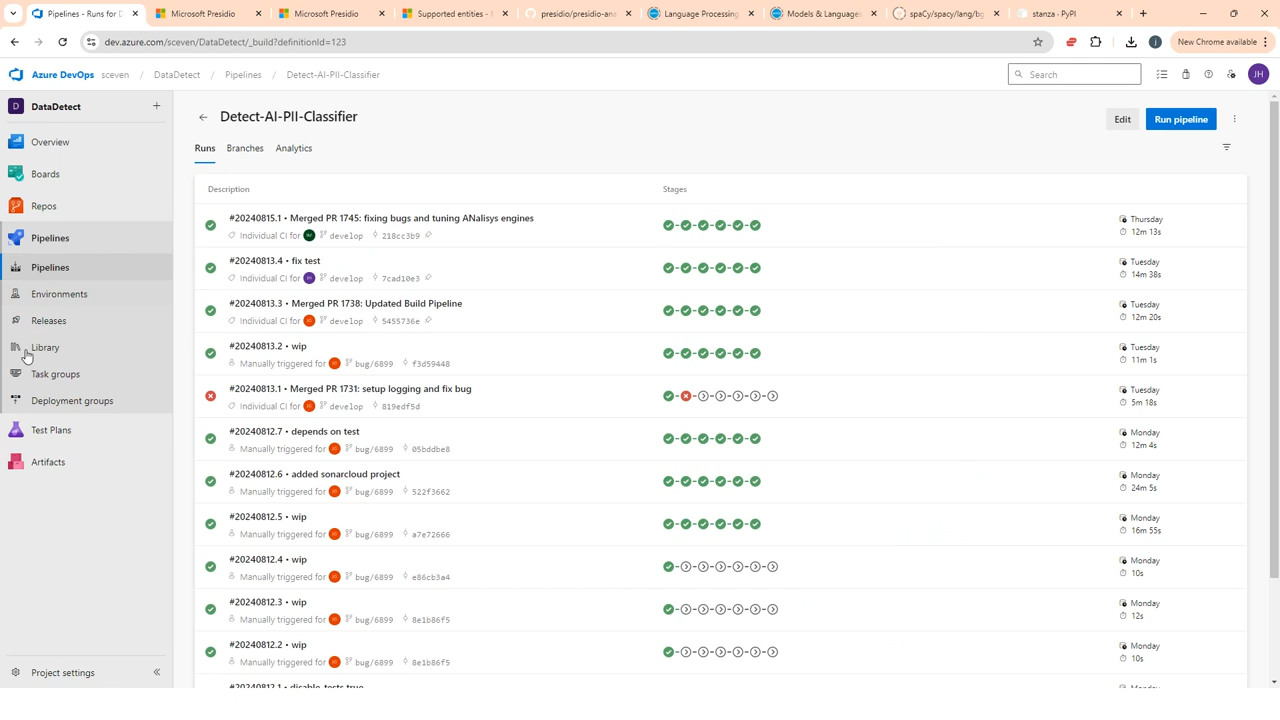 Pipelines - Runs for D
Microsoft Presidio
Microsoft Presidio
Supported entities -
presidio/presidio-ana
Language Processing
Models & Languages
spaCy/spacy/lang/bg
stanza · PyPI
dev.azure.com/sceven/DataDetect/_build?definitionId=123
New Chrome available
Azure DevOps sceven / DataDetect / Pipelines / Detect-AI-PII-Classifier
Search
JH
D DataDetect
Overview
Boards
Repos
Pipelines
Pipelines
Environments
Releases
Library
Task groups
Deployment groups
Test Plans
Artifacts
Project settings
Detect-AI-PII-Classifier
Edit
Run pipeline
Runs Branches Analytics
Description Stages
#20240815.1 • Merged PR 1745: fixing bugs and tuning ANalisys engines
Individual CI for develop 218cc3b9
Thursday
12m 13s
#20240813.4 • fix test
Individual CI for develop 7cad10e3
Tuesday
14m 38s
#20240813.3 • Merged PR 1738: Updated Build Pipeline
Individual CI for develop 5455736e
Tuesday
12m 20s
#20240813.2 • wip
Manually triggered for bug/6899 f3d59448
Tuesday
11m 1s
#20240813.1 • Merged PR 1731: setup logging and fix bug
Individual CI for develop 819edf5d
Tuesday
5m 18s
#20240812.7 • depends on test
Manually triggered for bug/6899 05bddbe8
Monday
12m 4s
#20240812.6 • added sonarcloud project
Manually triggered for bug/6899 522f3662
Monday
24m 5s
#20240812.5 • wip
Manually triggered for bug/6899 a7e72666
Monday
16m 55s
#20240812.4 • wip
Manually triggered for bug/6899 e86cb3a4
Monday
10s
#20240812.3 • wip
Manually triggered for bug/6899 8e1b86f5
Monday
12s
#20240812.2 • wip
Manually triggered for bug/6899 8e1b86f5
Monday
10s
#20240812.1 • disable-tests true